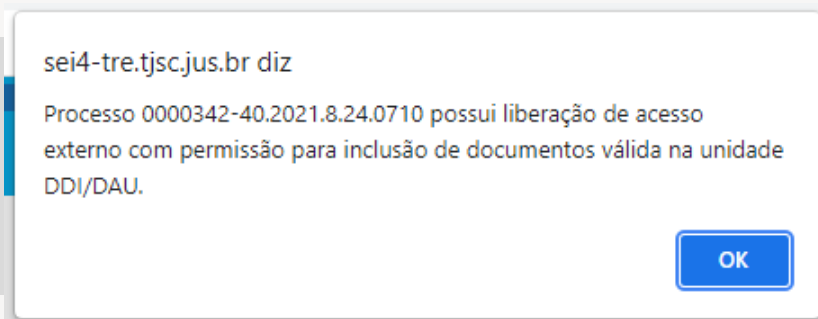 sei4-tre.tjsc.jus.br diz
Processo 0000342-40.2021.8.24.0710 possui liberação de acesso
externo com permissão para inclusão de documentos válida na unidade
DDI/DAU.
OK